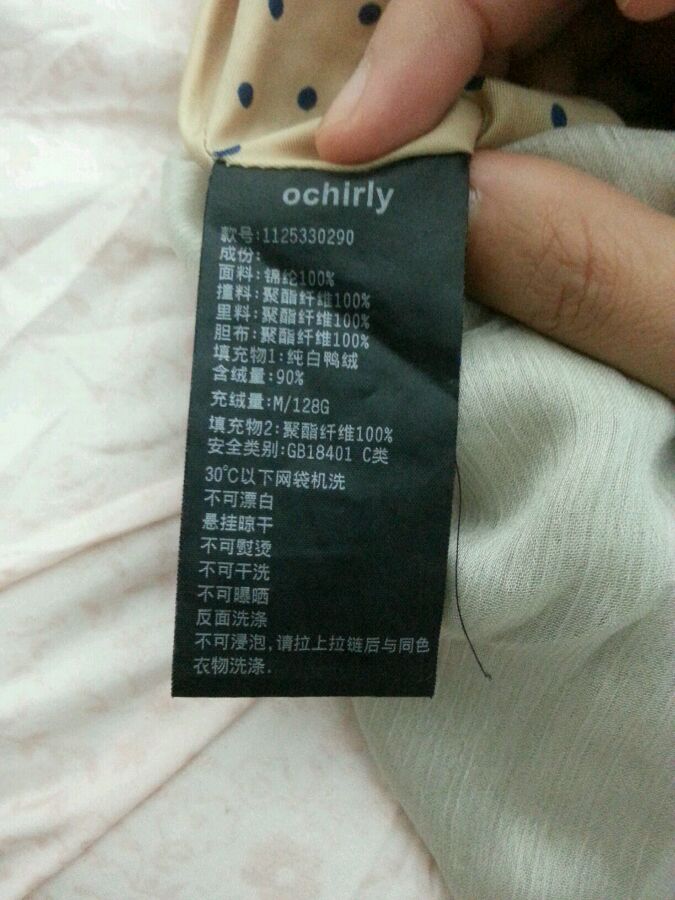 ochirly
款号:1125330290
成份:
面料:锦纶100%
撞料:聚酯纤维100%
里料:聚酯纤维100%
胆布:聚酯纤维100%
填充物1:纯白鸭绒
含绒量:90%
充绒量:M/128G
填充物2:聚酯纤维100%
安全类别:GB18401 C类
30℃以下网袋机洗
不可漂白
悬挂晾干
不可熨烫
不可干洗
不可曝晒
反面洗涤
不可浸泡,请拉上拉链后与同色
衣物洗涤.